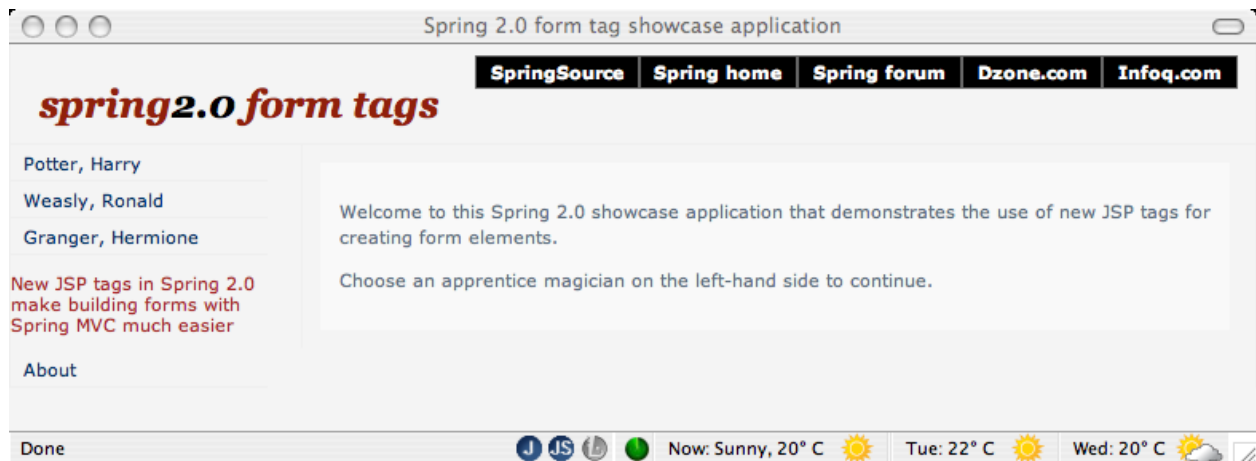 Spring 2.0 form tag showcase application
SpringSource Spring home Spring forum Dzone.com Infoq.com
spring2.0 form tags
Potter, Harry
Weasly, Ronald
Granger, Hermione
New JSP tags in Spring 2.0
make building forms with
Spring MVC much easier
About
Welcome to this Spring 2.0 showcase application that demonstrates the use of new JSP tags for
creating form elements.
Choose an apprentice magician on the left-hand side to continue.
Done J JS Now: Sunny, 20° C Tue: 22° C Wed: 20° C